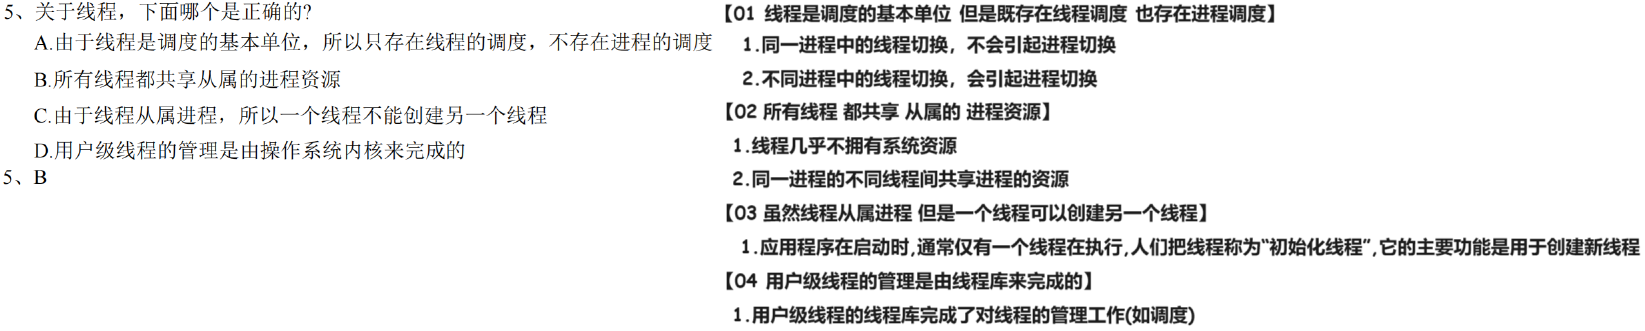 5、关于线程，下面哪个是正确的?
A.由于线程是调度的基本单位，所以只存在线程的调度，不存在进程的调度
B.所有线程都共享从属的进程资源
C.由于线程从属进程，所以一个线程不能创建另一个线程
D.用户级线程的管理是由操作系统内核来完成的
5、B
【01 线程是调度的基本单位 但是既存在线程调度 也存在进程调度】
1.同一进程中的线程切换，不会引起进程切换
2.不同进程中的线程切换，会引起进程切换
【02 所有线程 都共享 从属的 进程资源】
1.线程几乎不拥有系统资源
2.同一进程的不同线程间共享进程的资源
【03 虽然线程从属进程 但是一个线程可以创建另一个线程】
1.应用程序在启动时,通常仅有一个线程在执行,人们把线程称为“初始化线程”,它的主要功能是用于创建新线程
【04 用户级线程的管理是由线程库来完成的】
1.用户级线程的线程库完成了对线程的管理工作(如调度)